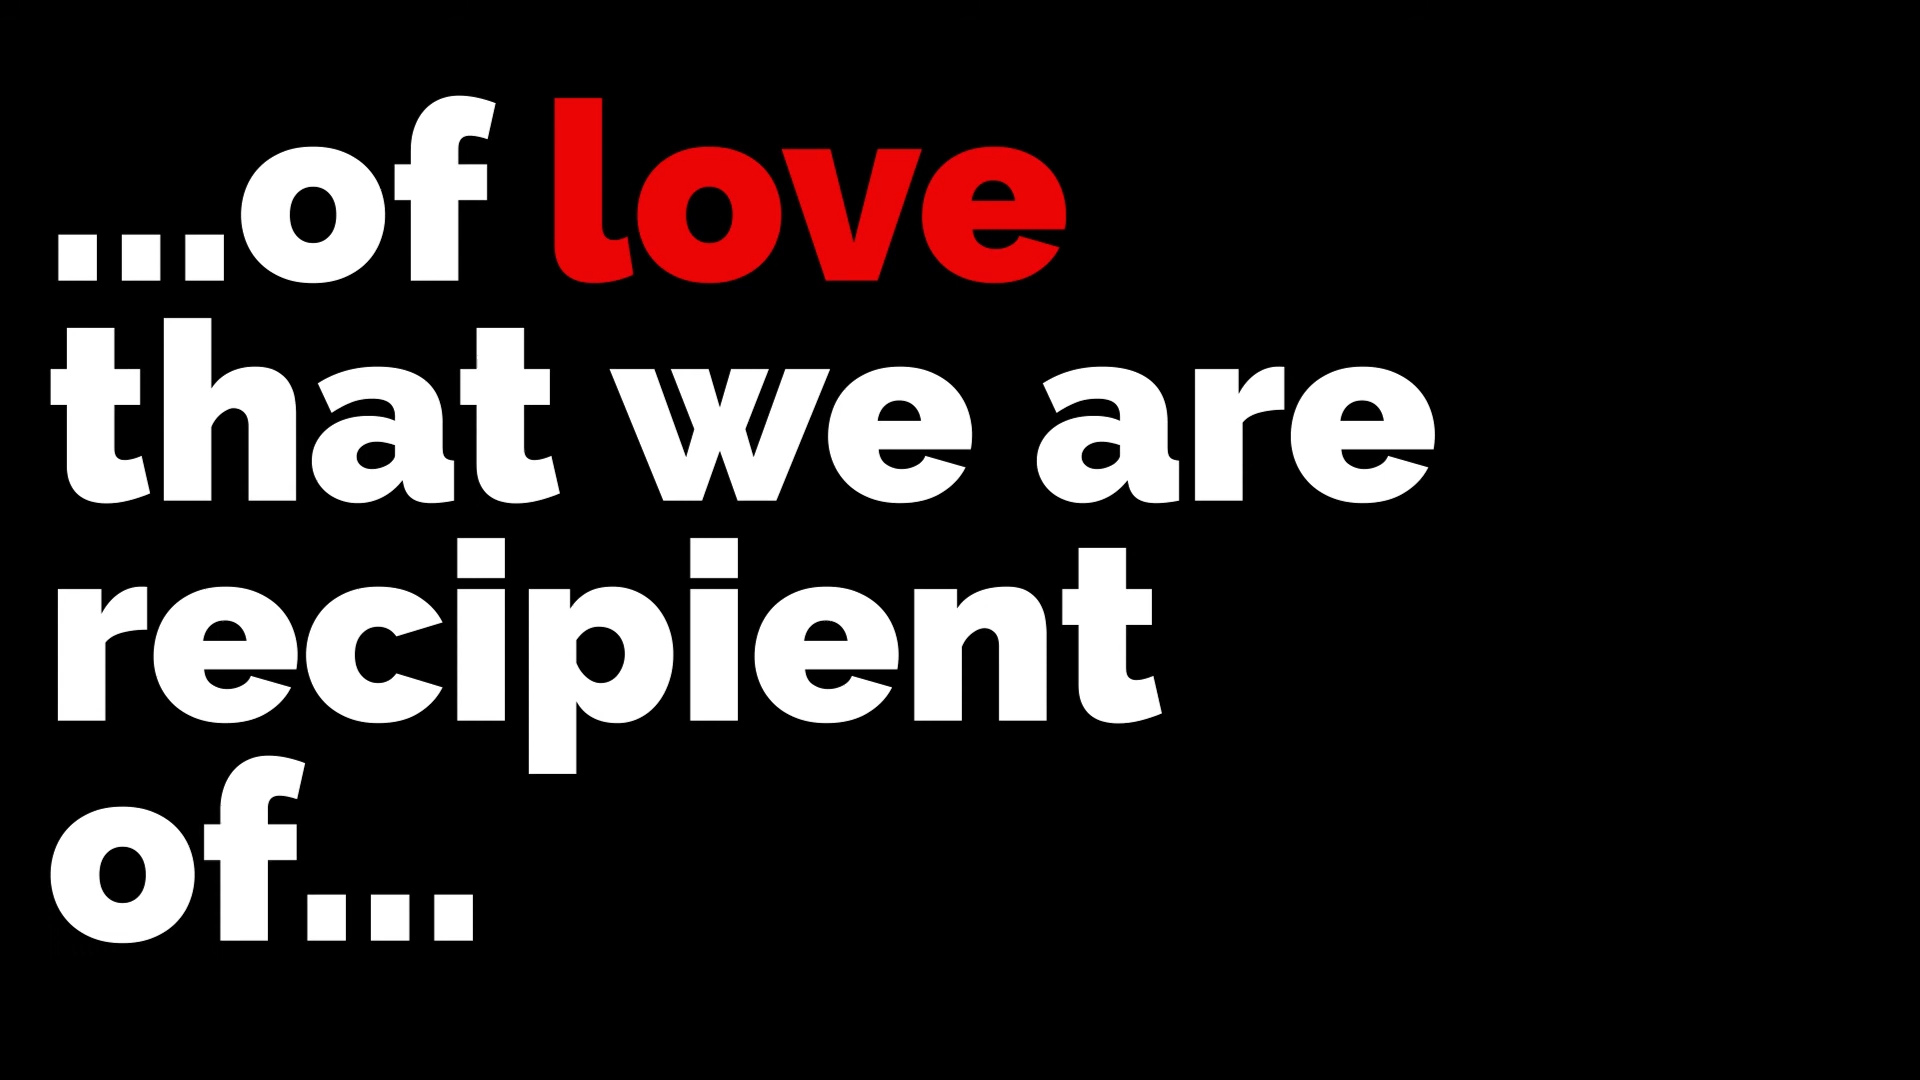 ...of love
that we are
recipient
of...